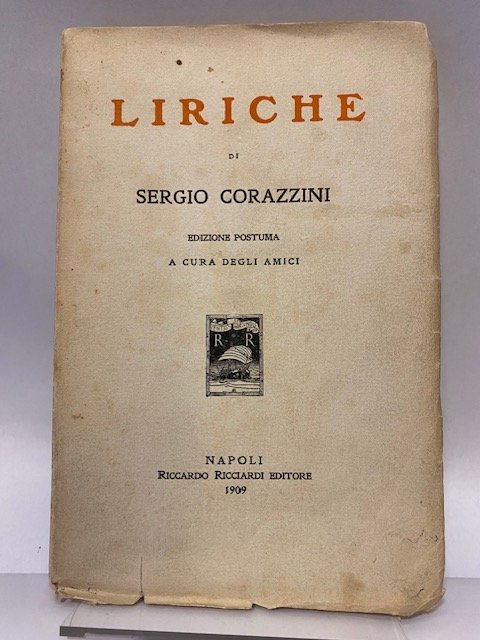 LIRICHE
DI
SERGIO CORAZZINI
EDIZIONE POSTUMA
A CURA DEGLI AMICI
R R
NAPOLI
RICCARDO RICCIARDI EDITORE
1909